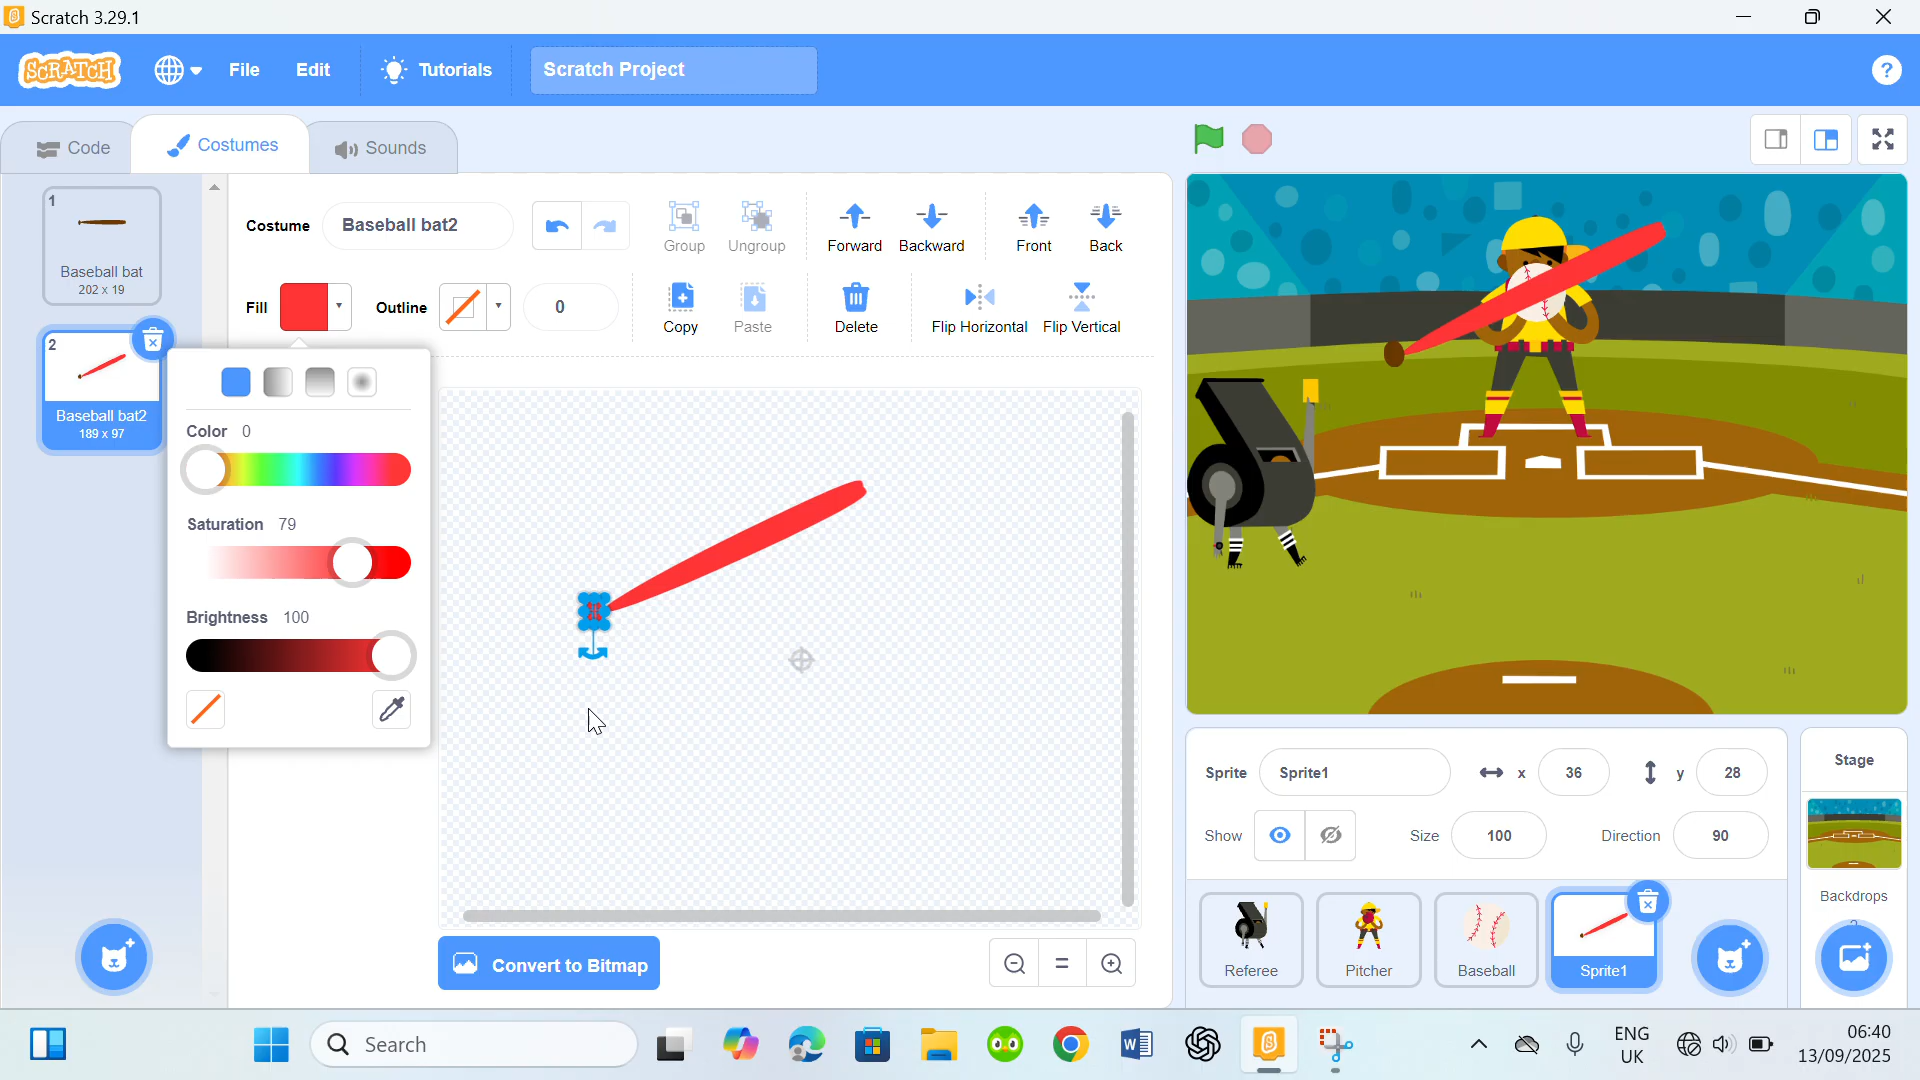 Scratch 3.29.1
SCRATCH
File
Edit
Tutorials
Scratch Project
?
Code
Costumes
Sounds
1
Baseball bat
202 x 19
2
Baseball bat2
189 x 97
Costume
Baseball bat2
Group
Ungroup
Forward
Backward
Front
Back
Fill
Outline
0
Copy
Paste
Delete
Flip Horizontal
Flip Vertical
Color 0
Saturation 79
Brightness 100
Convert to Bitmap
=
Sprite
Sprite1
x
36
y
28
Show
Size
100
Direction
90
Referee
Pitcher
Baseball
Sprite1
Stage
Backdrops
Search
ENG
UK
06:40
13/09/2025